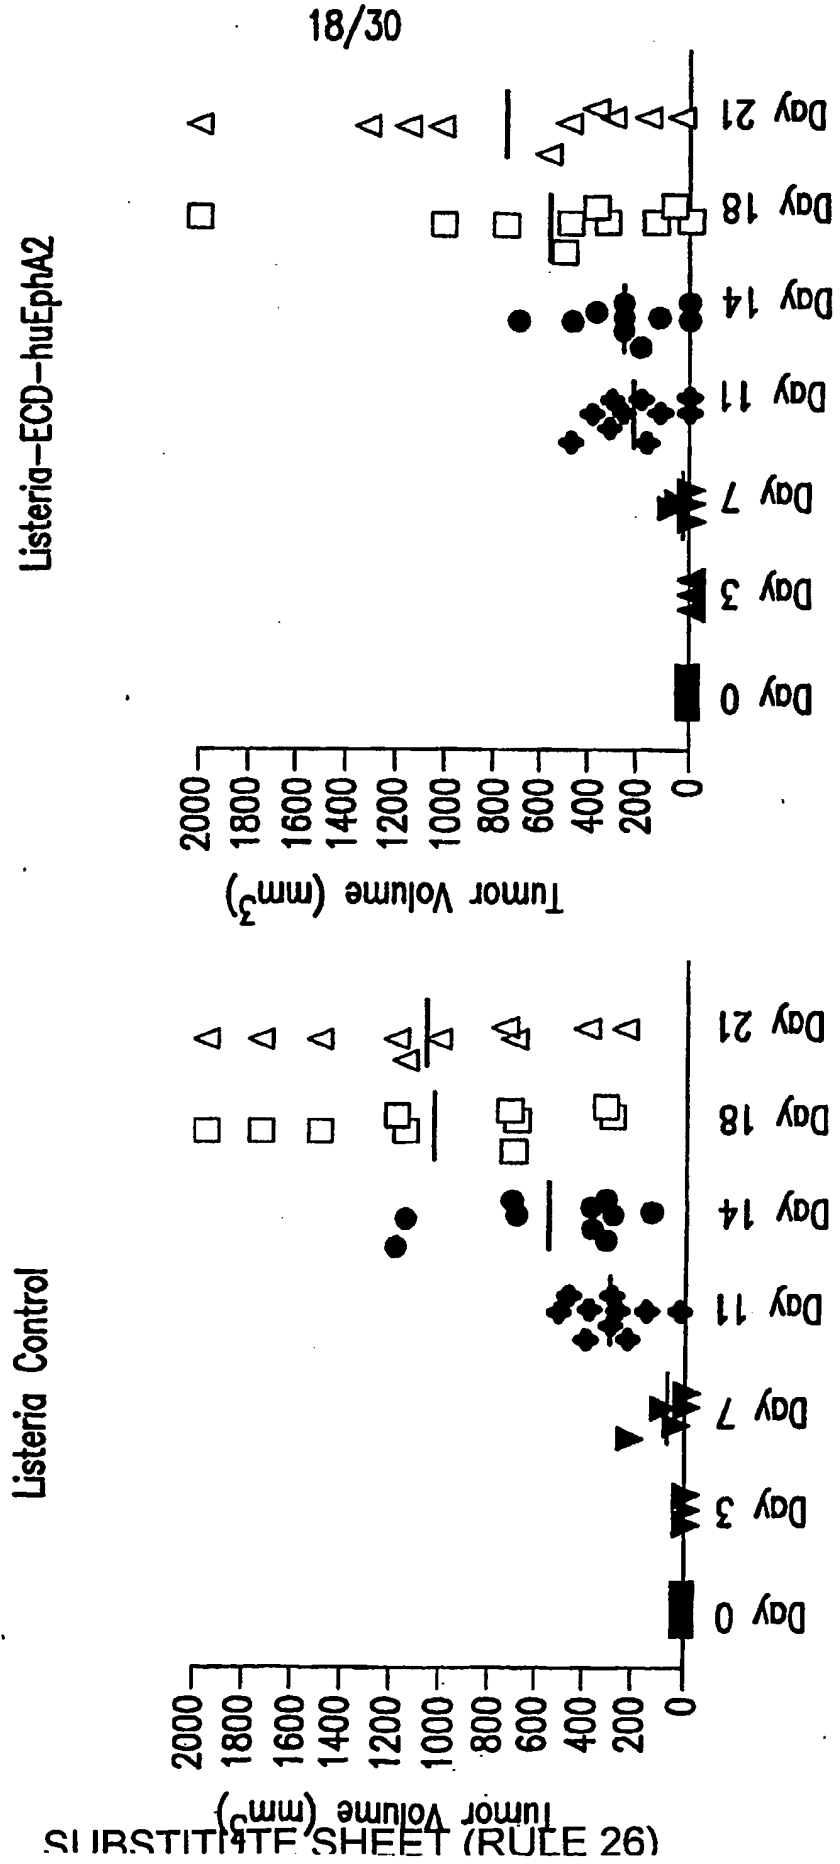 18/30
Listeria-ECD-huEphA2
Tumor Volume (mm³)
2000
1800
1600
1400
1200
1000
800
600
400
200
0
Day 0
Day 3
Day 7
Day 11
Day 14
Day 18
Day 21
Listeria Control
Tumor Volume (mm³)
2000
1800
1600
1400
1200
1000
800
600
400
200
0
Day 0
Day 3
Day 7
Day 11
Day 14
Day 18
Day 21
SUBSTITUTE SHEET (RULE 26)